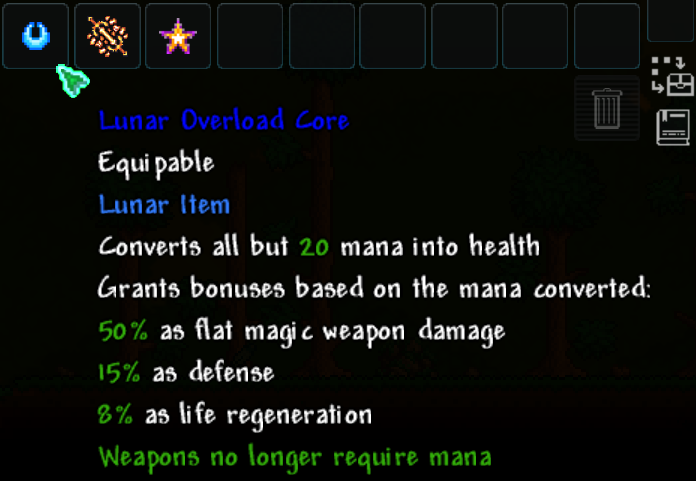 Lunar Overload Core
Equipable
Lunar Item
Converts all but 20 mana into health
Grants bonuses based on the mana converted:
50% as flat magic weapon damage
15% as defense
8% as life regeneration
Weapons no longer require mana